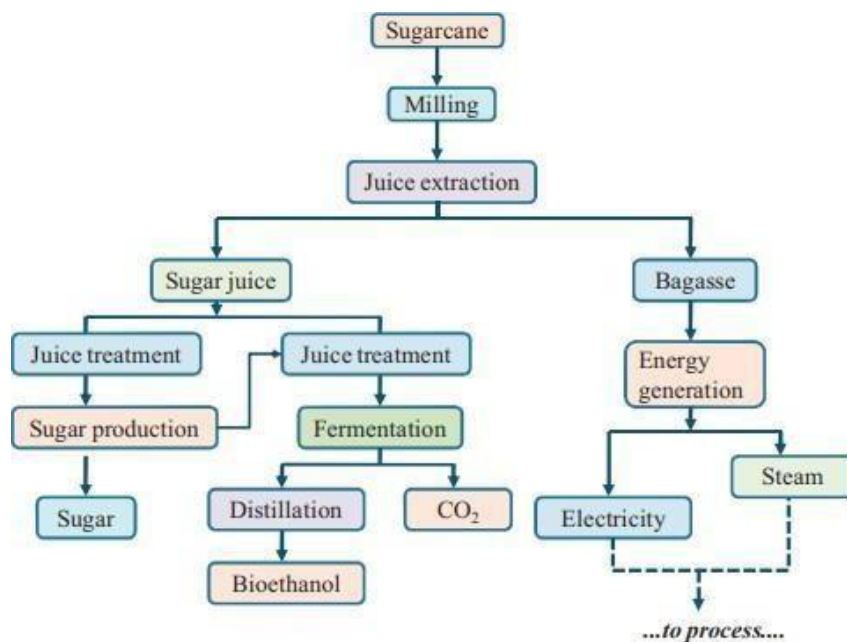 Sugarcane
Milling
Juice extraction
Sugar juice
Bagasse
Juice treatment
Juice treatment
Energy
generation
Sugar production
Fermentation
Steam
Sugar
Distillation
CO₂
Electricity
Bioethanol
...to process....